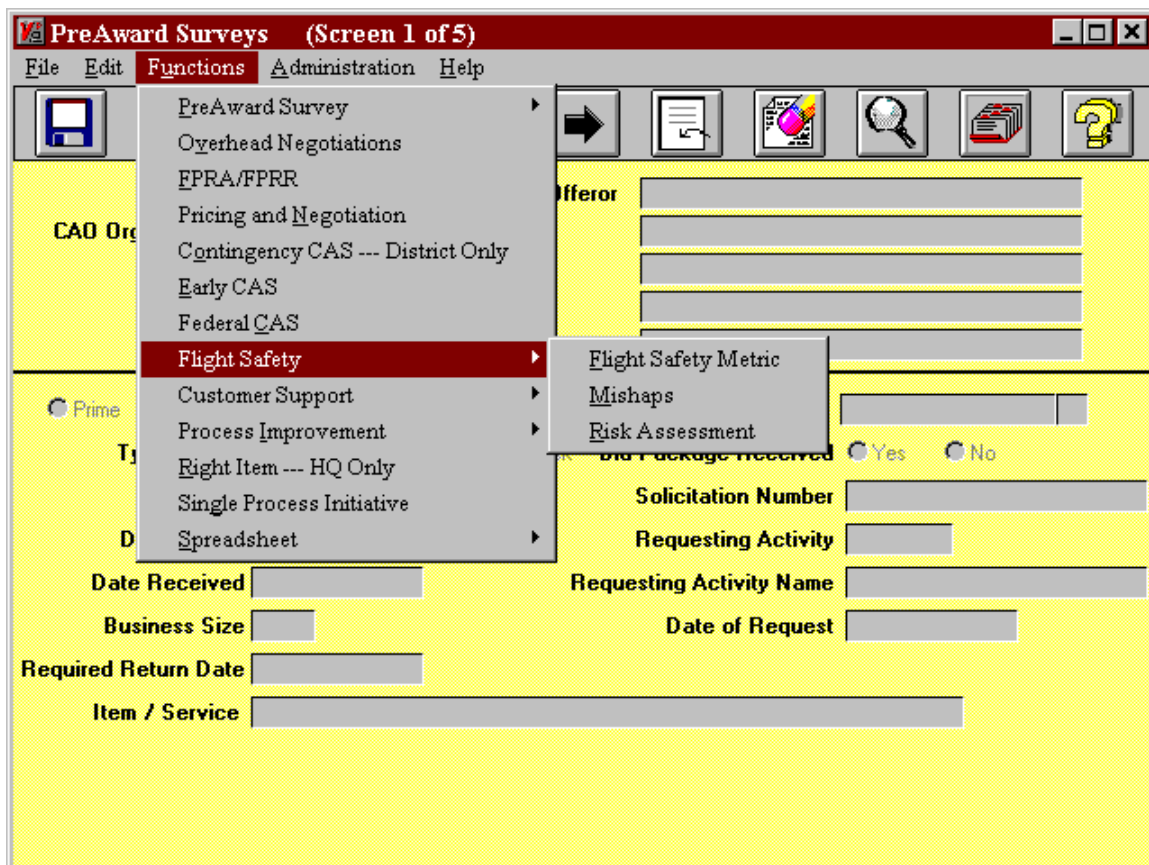 PreAward Surveys (Screen 1 of 5)
File Edit Functions Administration Help
PreAward Survey
Overhead Negotiations
FPRA/FPRR
Pricing and Negotiation
Contingency CAS --- District Only
Early CAS
Federal CAS
Flight Safety
Customer Support
Process Improvement
Right Item --- HQ Only
Single Process Initiative
Spreadsheet
Flight Safety Metric
Mishaps
Risk Assessment
CAO
Prime
Yes No
Solicitation Number
Requesting Activity
Date Received
Requesting Activity Name
Business Size
Date of Request
Required Return Date
Item / Service